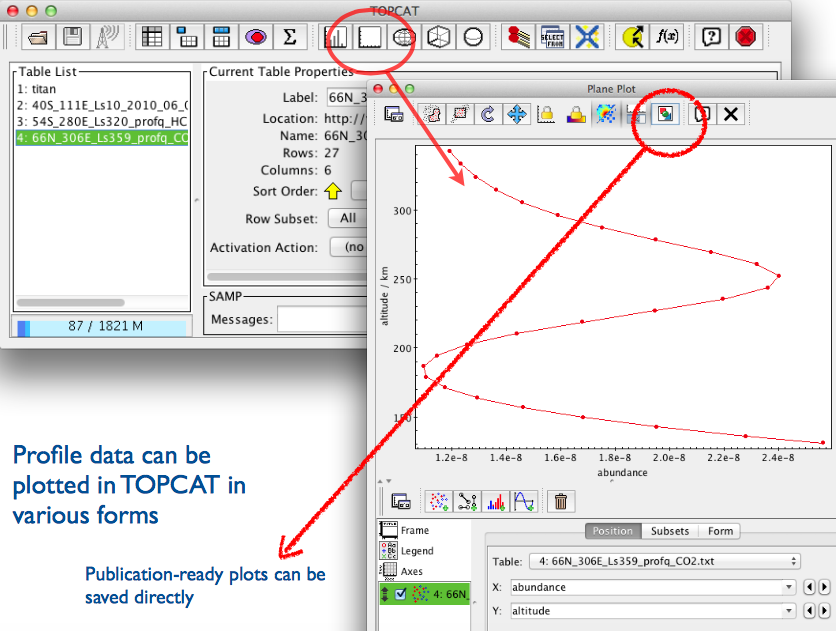 TOPCAT
SELECT
FROM
Σ
f(x)
?
Table List
1: titan
2: 40S_111E_Ls10_2010_06_
3: 54S_280E_Ls320_profq_HC
4: 66N_306E_Ls359_profq_CO
87 / 1821 M
Current Table Properties
Label: 66N_3
Location: http://
Name: 66N_3
Rows: 27
Columns: 6
Sort Order:
Row Subset: All
Activation Action: (no
SAMP
Messages:
Plane Plot
altitude / km
300
250
200
150
1.2e-8 1.4e-8 1.6e-8 1.8e-8 2.0e-8 2.2e-8 2.4e-8
abundance
Frame
Legend
Axes
4: 66N_
Position Subsets Form
Table: 4: 66N_306E_Ls359_profq_CO2.txt
X: abundance
Y: altitude
Profile data can be
plotted in TOPCAT in
various forms
Publication-ready plots can be
saved directly